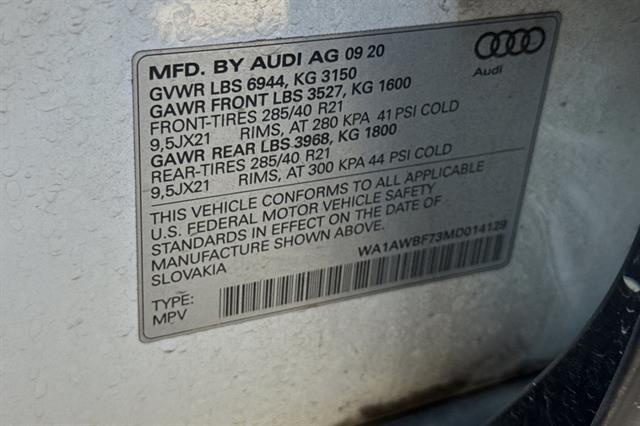 MFD. BY AUDI AG 09 20
GVWR LBS 6944, KG 3150
GAWR FRONT LBS 3527, KG 1600
FRONT-TIRES 285/40 R21
9,5JX21 RIMS, AT 280 KPA 41 PSI COLD
GAWR REAR LBS 3968, KG 1800
REAR-TIRES 285/40 R21
9,5JX21 RIMS, AT 300 KPA 44 PSI COLD
Audi
THIS VEHICLE CONFORMS TO ALL APPLICABLE
U.S. FEDERAL MOTOR VEHICLE SAFETY
STANDARDS IN EFFECT ON THE DATE OF
MANUFACTURE SHOWN ABOVE.
SLOVAKIA
WA1AWBF73MD014129
TYPE:
MPV